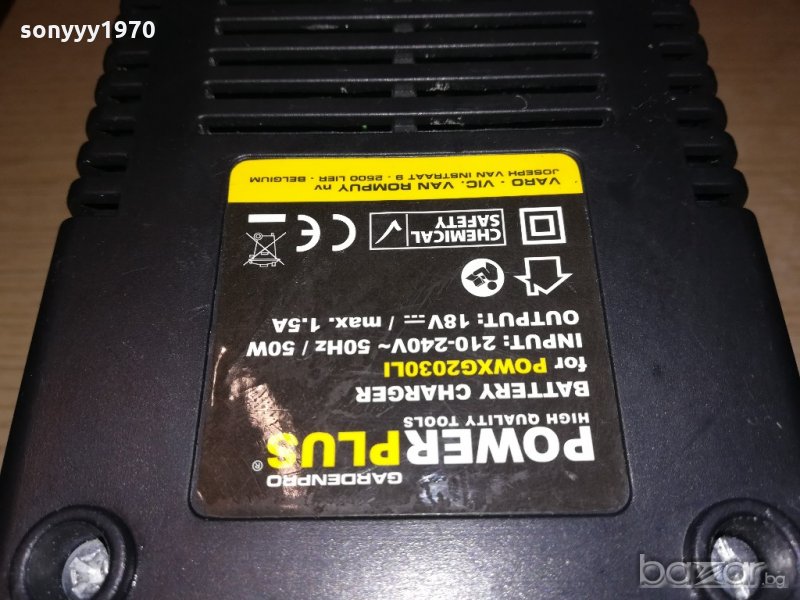 sonyyy1970
GARDENPRO
POWERPLUS®
HIGH QUALITY TOOLS
BATTERY CHARGER
for POWXG2030LI
INPUT: 210-240V~ 50Hz / 50W
OUTPUT: 18V⎓ / max. 1.5A
CHEMICAL
SAFETY
CE
VARO - VIC. VAN ROMPUY nv
JOSEPH VAN INSTRAAT 9 - 2500 LIER - BELGIUM
bazar.bg